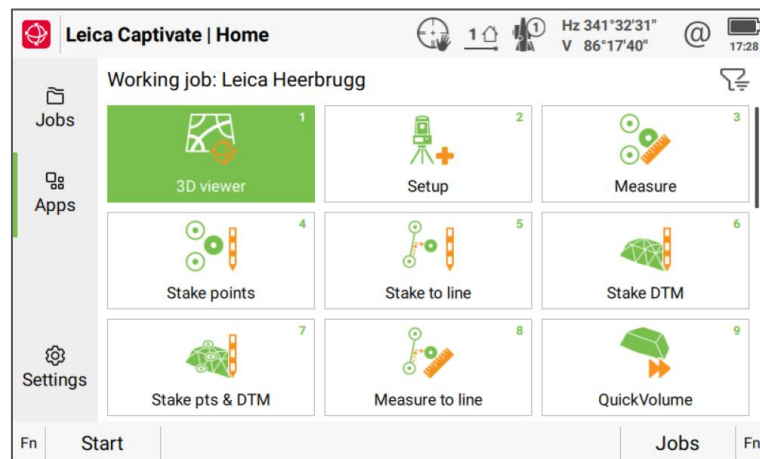 Leica Captivate | Home
1
1
Hz 341°32'31"
V 86°17'40"
@
17:28
Working job: Leica Heerbrugg
Jobs
Apps
Settings
1
3D viewer
2
Setup
3
Measure
4
Stake points
5
Stake to line
6
Stake DTM
7
Stake pts & DTM
8
Measure to line
9
QuickVolume
Fn
Start
Jobs
Fn